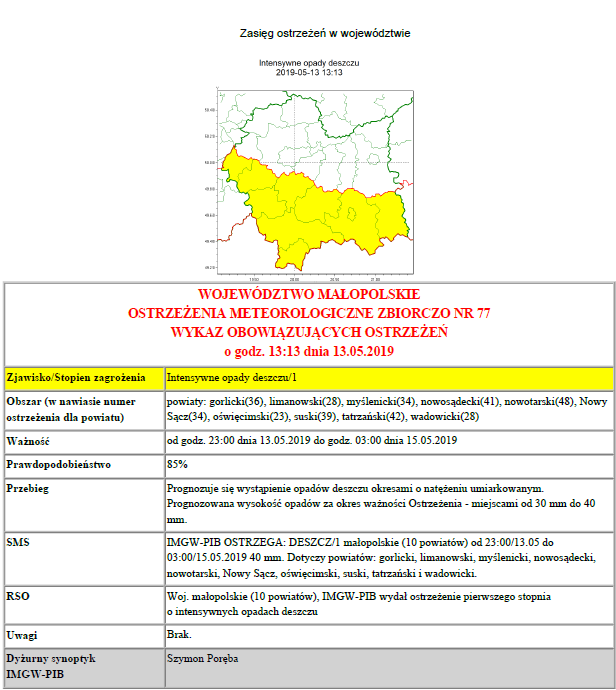 Zasięg ostrzeżeń w województwie
Intensywne opady deszczu
2019-05-13 13:13
WOJEWÓDZTWO MAŁOPOLSKIE
OSTRZEŻENIA METEOROLOGICZNE ZBIORCZO NR 77
WYKAZ OBOWIĄZUJĄCYCH OSTRZEŻEŃ
o godz. 13:13 dnia 13.05.2019
Zjawisko/Stopien zagrożenia
Intensywne opady deszczu/1
Obszar (w nawiasie numer
ostrzeżenia dla powiatu)
powiaty: gorlicki(36), limanowski(28), myślenicki(34), nowosądecki(41), nowotarski(48), Nowy
Sącz(34), oświęcimski(23), suski(39), tatrzański(42), wadowicki(28)
Ważność
od godz. 23:00 dnia 13.05.2019 do godz. 03:00 dnia 15.05.2019
Prawdopodobieństwo
85%
Przebieg
Prognozuje się wystąpienie opadów deszczu okresami o natężeniu umiarkowanym.
Prognozowana wysokość opadów za okres ważności Ostrzeżenia - miejscami od 30 mm do 40
mm.
SMS
IMGW-PIB OSTRZEGA: DESZCZ/1 małopolskie (10 powiatów) od 23:00/13.05 do
03:00/15.05.2019 40 mm. Dotyczy powiatów: gorlicki, limanowski, myślenicki, nowosądecki,
nowotarski, Nowy Sącz, oświęcimski, suski, tatrzański i wadowicki.
RSO
Woj. małopolskie (10 powiatów), IMGW-PIB wydał ostrzeżenie pierwszego stopnia
o intensywnych opadach deszczu
Uwagi
Brak.
Dyżurny synoptyk
IMGW-PIB
Szymon Poręba